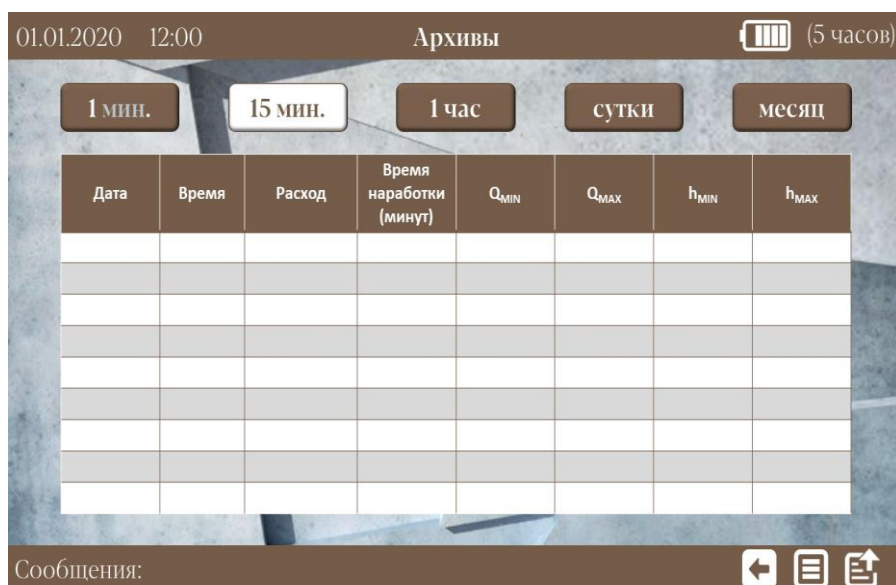 01.01.2020 12:00 Архивы (5 часов)
1 мин. 15 мин. 1 час сутки месяц
Дата Время Расход Время наработки (минут) QMIN QMAX hMIN hMAX
Сообщения: